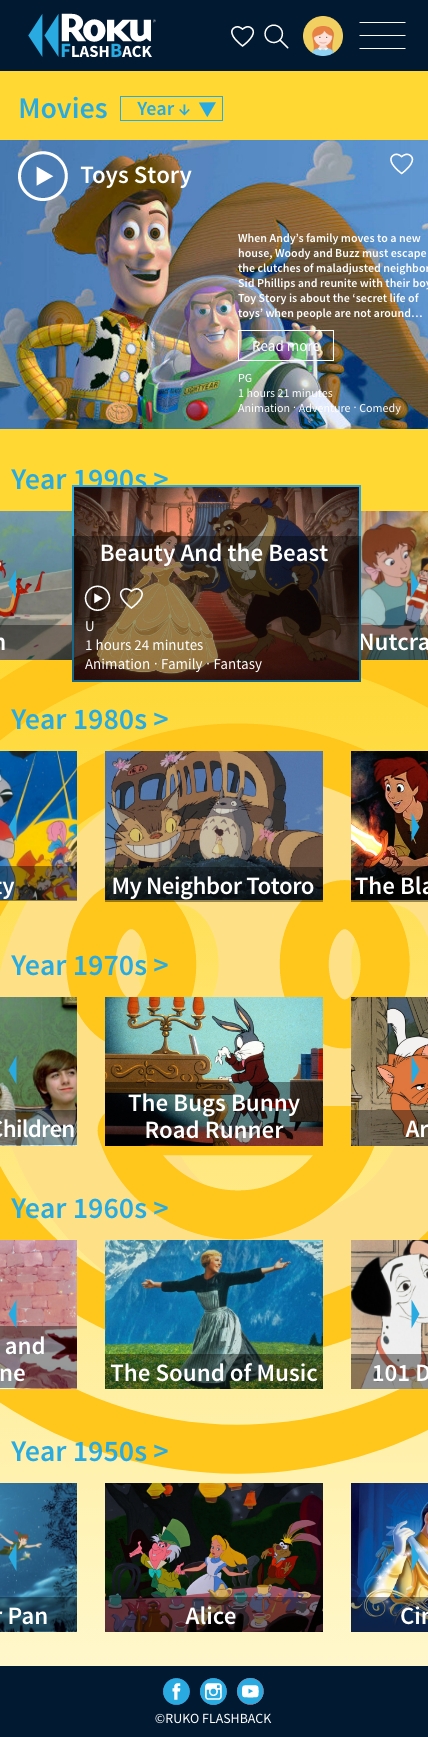 Roku
FLASHBACK
Movies
Year ↓ ▼
Toys Story
When Andy's family moves to a new
house, Woody and Buzz must escape
the clutches of maladjusted neighbor
Sid Phillips and reunite with their boy
Toy Story is about the 'secret life of
toys' when people are not around...
Read more
PG
1 hours 21 minutes
Animation · Adventure · Comedy
LIGHTYEAR
Year 1990s >
Beauty And the Beast
Nutcra
U
1 hours 24 minutes
Animation · Family · Fantasy
Year 1980s >
My Neighbor Totoro
The Bla
Year 1970s >
Children
The Bugs Bunny
Road Runner
Ar
Year 1960s >
and
ne
The Sound of Music
101 D
Year 1950s >
Pan
Alice
Cin
©RUKO FLASHBACK